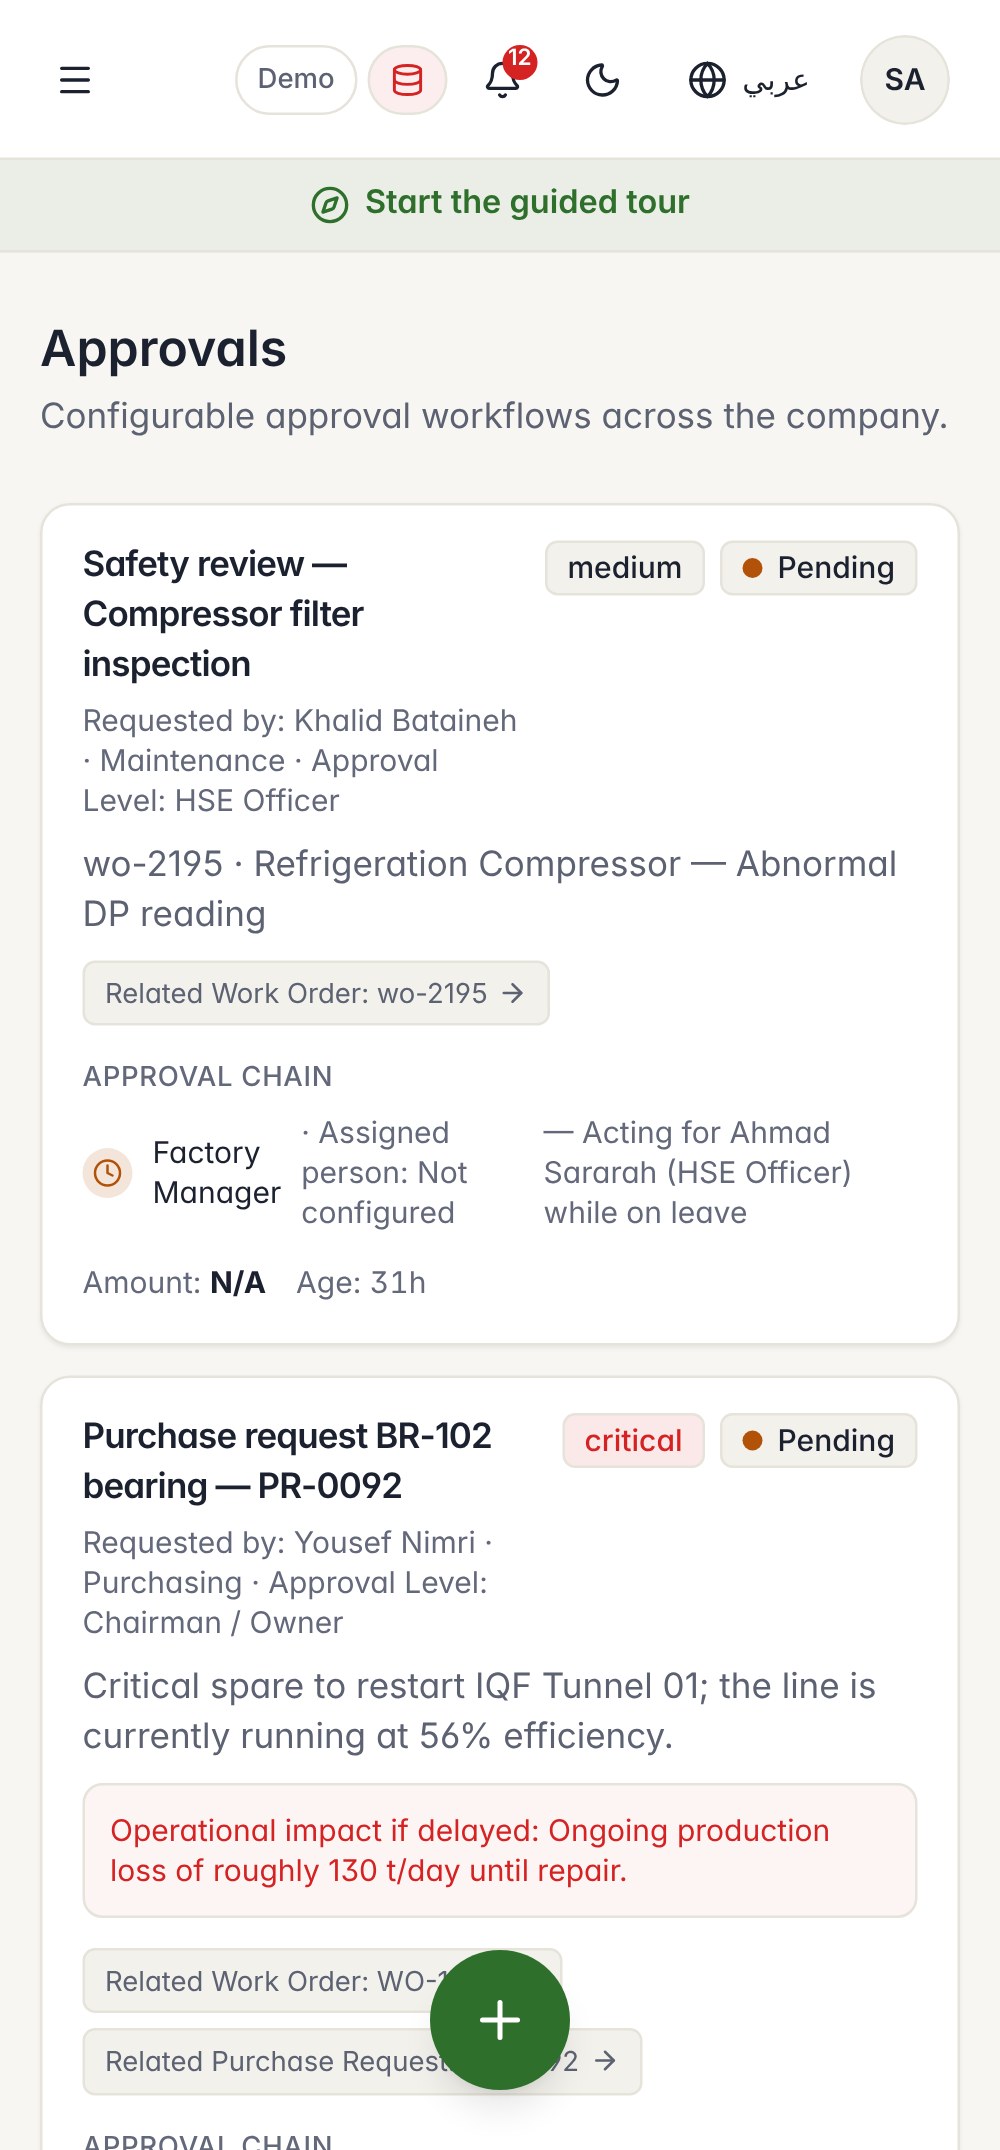 Demo
12
عربي
SA
Start the guided tour
Approvals
Configurable approval workflows across the company.
Safety review —
Compressor filter
inspection
medium
Pending
Requested by: Khalid Bataineh
· Maintenance · Approval
Level: HSE Officer
wo-2195 · Refrigeration Compressor — Abnormal
DP reading
Related Work Order: wo-2195 →
APPROVAL CHAIN
Factory
Manager
· Assigned
person: Not
configured
— Acting for Ahmad
Sararah (HSE Officer)
while on leave
Amount: N/A Age: 31h
Purchase request BR-102
bearing — PR-0092
critical
Pending
Requested by: Yousef Nimri ·
Purchasing · Approval Level:
Chairman / Owner
Critical spare to restart IQF Tunnel 01; the line is
currently running at 56% efficiency.
Operational impact if delayed: Ongoing production
loss of roughly 130 t/day until repair.
Related Work Order:
Related Purchase Request →
APPROVAL CHAIN